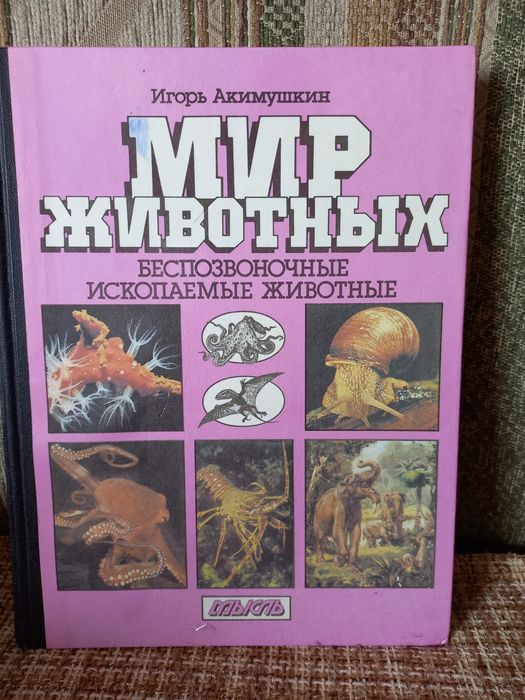 Игорь Акимушкин
МИР
ЖИВОТНЫХ
БЕСПОЗВОНОЧНЫЕ
ИСКОПАЕМЫЕ ЖИВОТНЫЕ
МЫСЛЬ